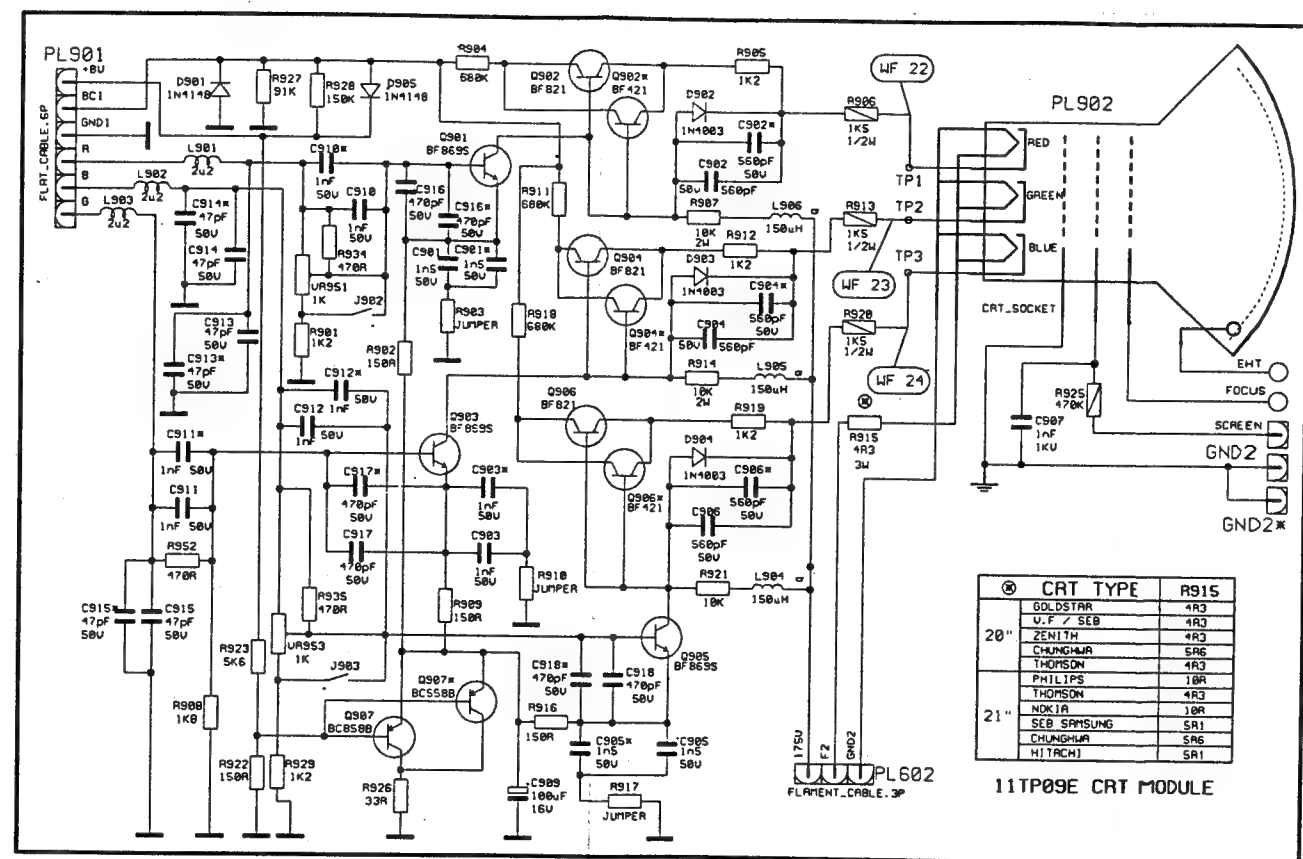 PL901
+BV
BC1
GND1
R
B
G
FLAT_CABLE.6P
D901
1N4148
R927
91K
R928
150K
D905
1N4148
R904
680K
Q902
BF821
Q902*
BF421
R905
1K2
D902
1N4003
C902*
560pF
50V
C902
50V
560pF
R906
1K5
1/2W
WF 22
TP1
PL902
RED
GREEN
BLUE
CRT_SOCKET
L901
2u2
L902
2u2
L903
2u2
C910*
1nF
50V
C910
1nF
50V
R934
470R
VR951
1K
J902
R901
1K2
Q901
BF869S
C916
470pF
50V
C916*
470pF
50V
C901
1n5
50V
C901*
1n5
50V
R903
JUMPER
R902
150R
R911
680K
R907
10K
2W
L906
150uH
R912
1K2
R913
1K5
1/2W
TP2
WF 23
TP3
C914*
47pF
50V
C914
47pF
50V
C913
47pF
50V
C913*
47pF
50V
Q904
BF821
Q904*
BF421
D903
1N4003
C904*
560pF
50V
C904
50V
560pF
R918
680K
R920
1K5
1/2W
WF 24
R914
10K
2W
L905
150uH
C912*
1nF
50V
C912
1nF
50V
Q903
BF869S
Q906
BF821
Q906*
BF421
R919
1K2
D904
1N4003
C906*
560pF
50V
C906
560pF
50V
R915
4R3
3W
R925
470K
C907
1nF
1KV
EHT
FOCUS
SCREEN
GND2
GND2*
C911*
1nF
50V
C911
1nF
50V
R952
470R
C917*
470pF
50V
C917
470pF
50V
C903*
1nF
50V
C903
1nF
50V
R910
JUMPER
R909
150R
R921
10K
L904
150uH
C915*
47pF
50V
C915
47pF
50V
R923
5K6
R935
470R
VR953
1K
J903
R908
1K8
R922
150R
R929
1K2
Q907*
BC558B
Q907
BC858B
R926
33R
C909
100uF
16V
R916
150R
C918*
470pF
50V
C918
470pF
50V
Q905
BF869S
C905*
1n5
50V
C905
1n5
50V
R917
JUMPER
175V
F2
GND2
PL602
FLAMENT_CABLE.3P
CRT TYPE R915
20"
GOLDSTAR 4R3
V.F / SEB 4R3
ZENITH 4R3
CHUNGHWA 5R6
THOMSON 4R3
21"
PHILIPS 10R
THOMSON 4R3
NOKIA 10R
SEB SAMSUNG 5R1
CHUNGHWA 5R6
HITACHI 5R1
11TP09E CRT MODULE